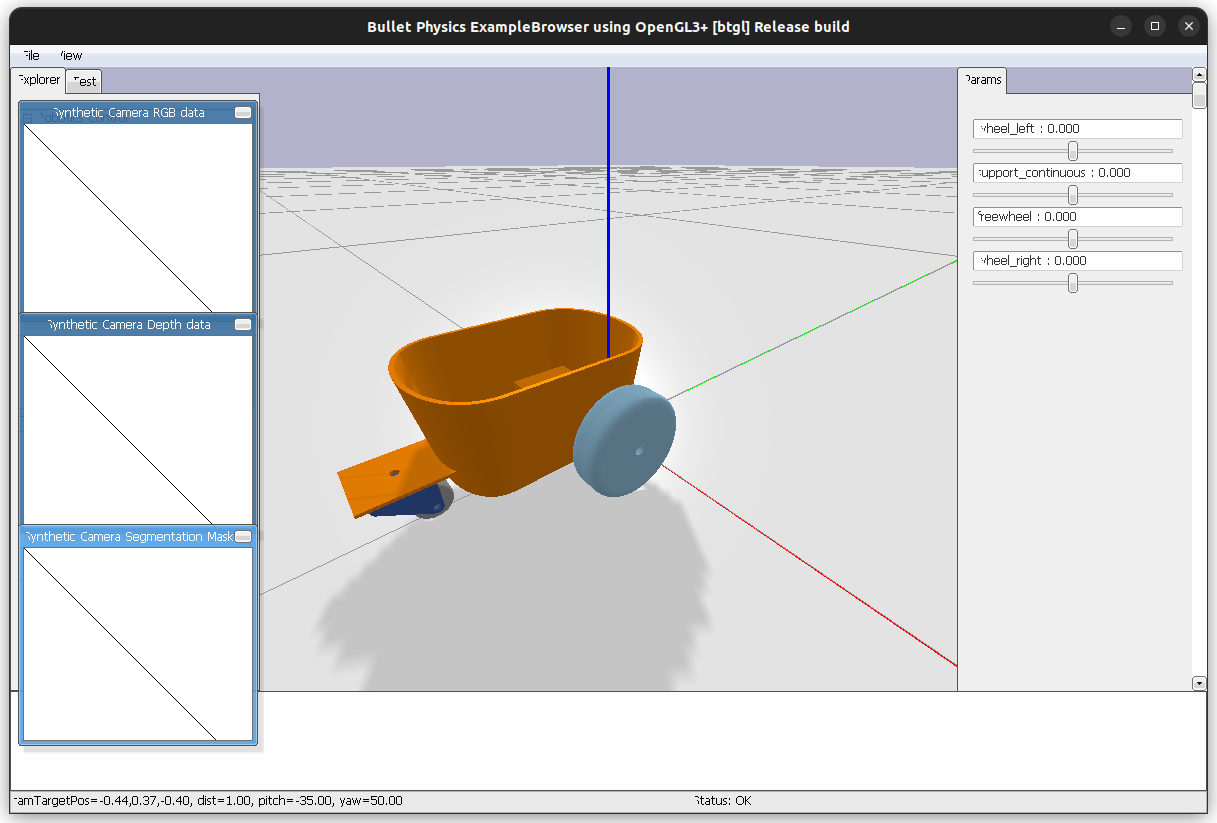 Bullet Physics ExampleBrowser using OpenGL3+ [btgl] Release build
File View
Explorer Test
Synthetic Camera RGB data
Synthetic Camera Depth data
Synthetic Camera Segmentation Mask
Params
wheel_left : 0.000
support_continuous : 0.000
freewheel : 0.000
wheel_right : 0.000
camTargetPos=-0.44,0.37,-0.40, dist=1.00, pitch=-35.00, yaw=50.00
Status: OK